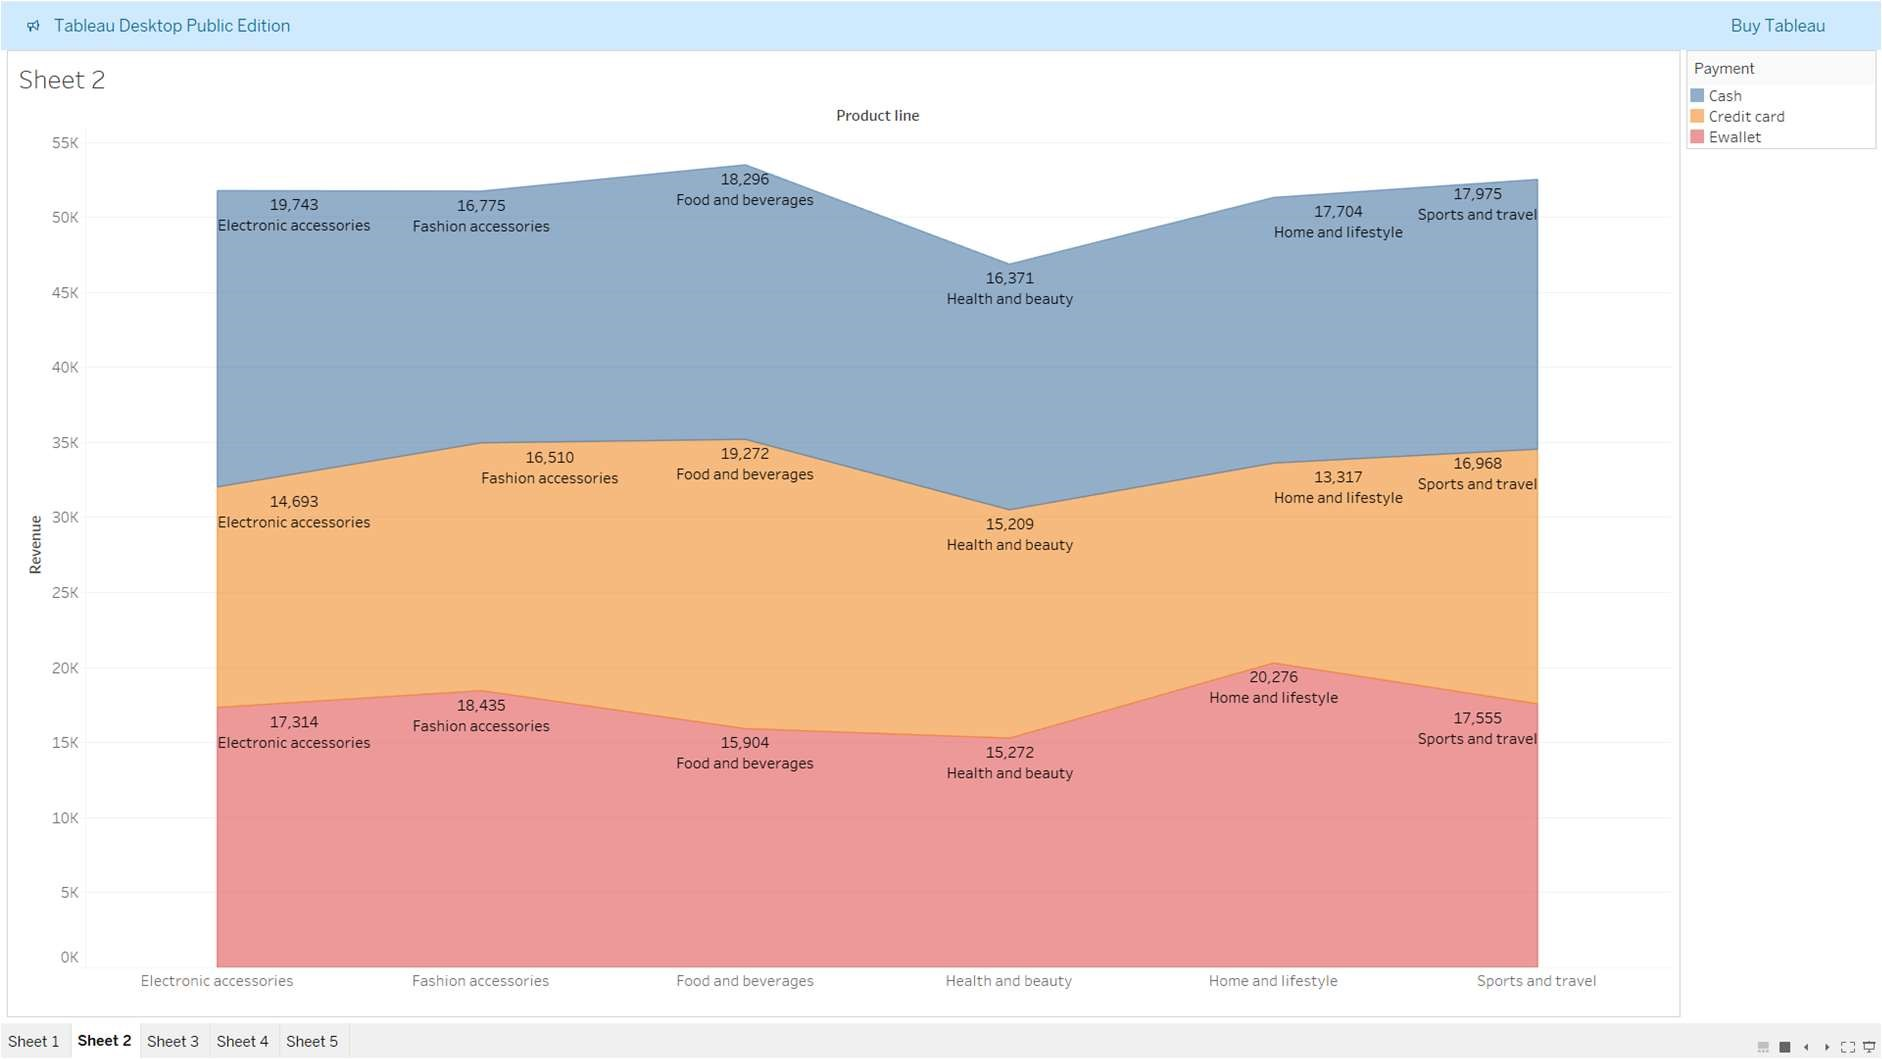 Tableau Desktop Public Edition
Buy Tableau
Sheet 2
Product line
Payment
Cash
Credit card
Ewallet
Revenue
55K
50K
45K
40K
35K
30K
25K
20K
15K
10K
5K
0K
19,743
Electronic accessories
16,775
Fashion accessories
18,296
Food and beverages
16,371
Health and beauty
17,704
Home and lifestyle
17,975
Sports and travel
14,693
Electronic accessories
16,510
Fashion accessories
19,272
Food and beverages
15,209
Health and beauty
13,317
Home and lifestyle
16,968
Sports and travel
17,314
Electronic accessories
18,435
Fashion accessories
15,904
Food and beverages
15,272
Health and beauty
20,276
Home and lifestyle
17,555
Sports and travel
Electronic accessories
Fashion accessories
Food and beverages
Health and beauty
Home and lifestyle
Sports and travel
Sheet 1
Sheet 2
Sheet 3
Sheet 4
Sheet 5